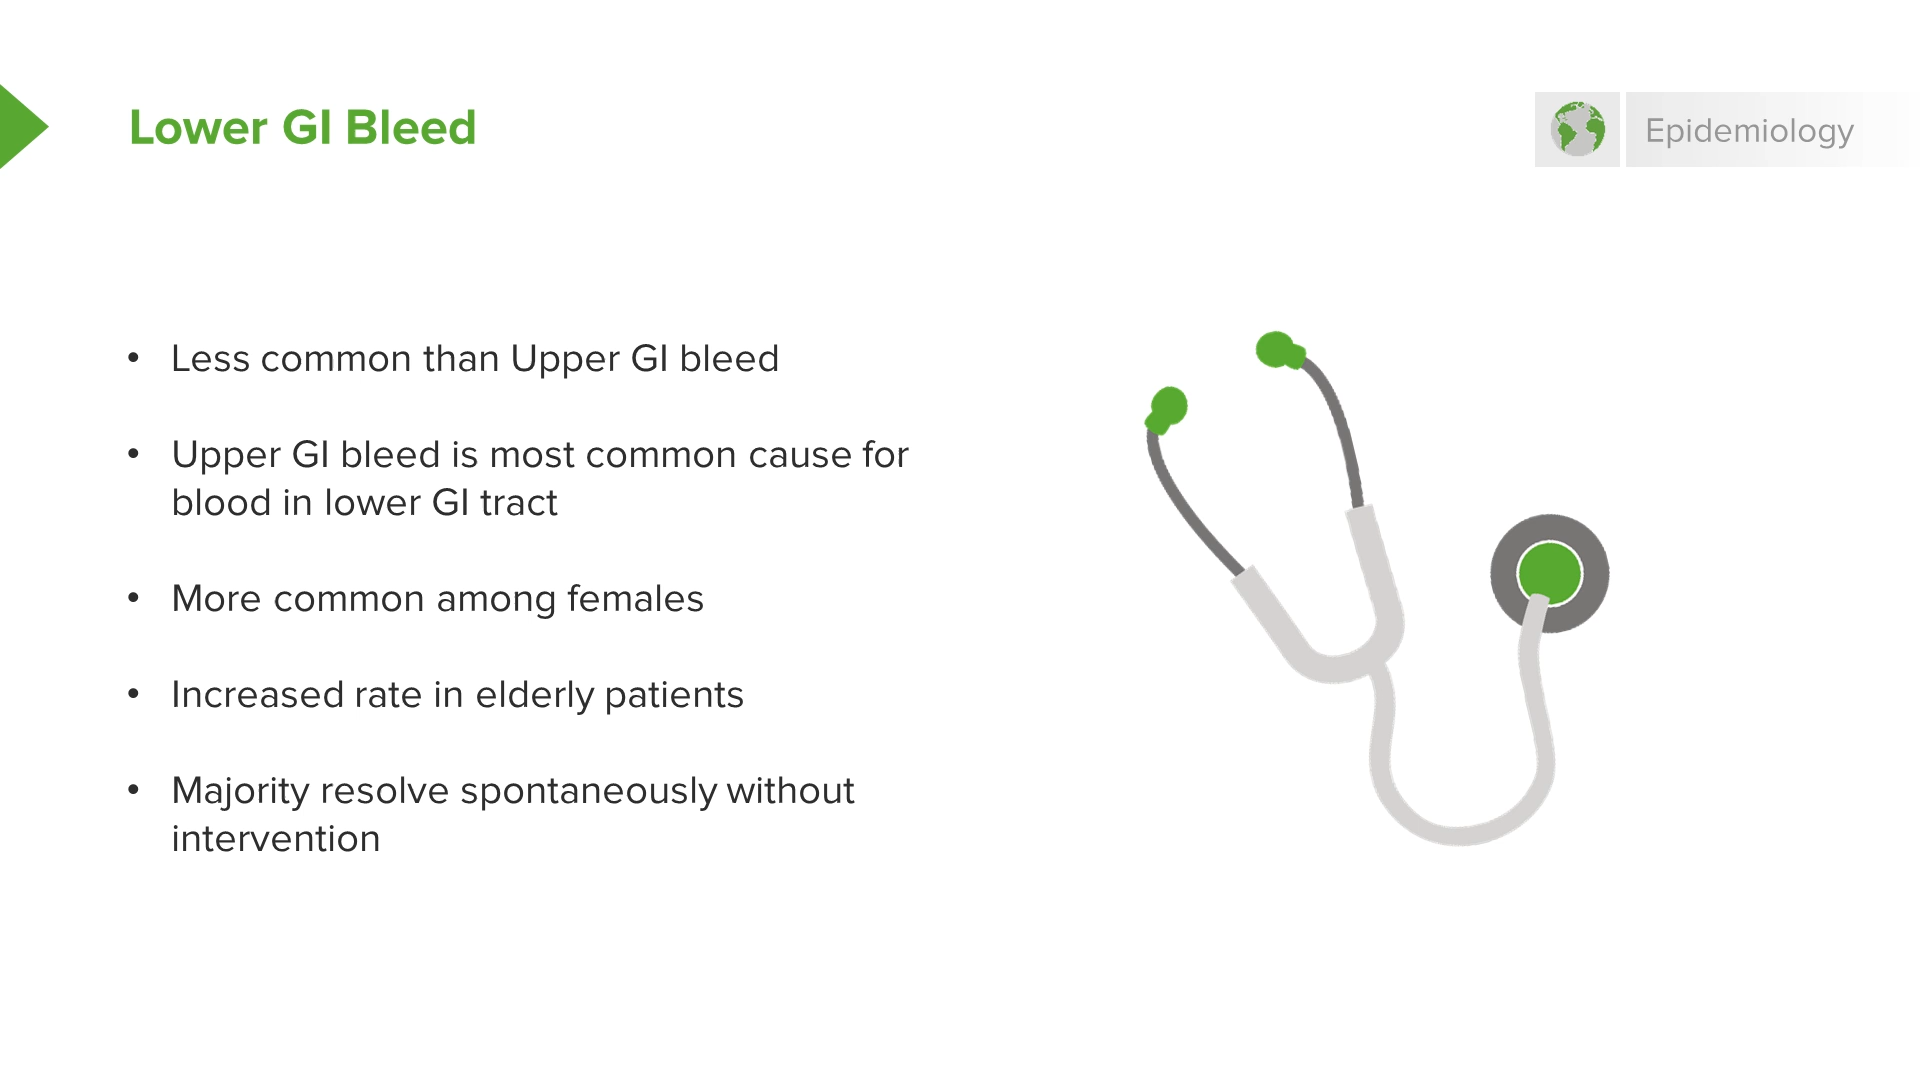 Lower GI Bleed
Epidemiology
• Less common than Upper GI bleed
• Upper GI bleed is most common cause for
blood in lower GI tract
• More common among females
• Increased rate in elderly patients
• Majority resolve spontaneously without
intervention